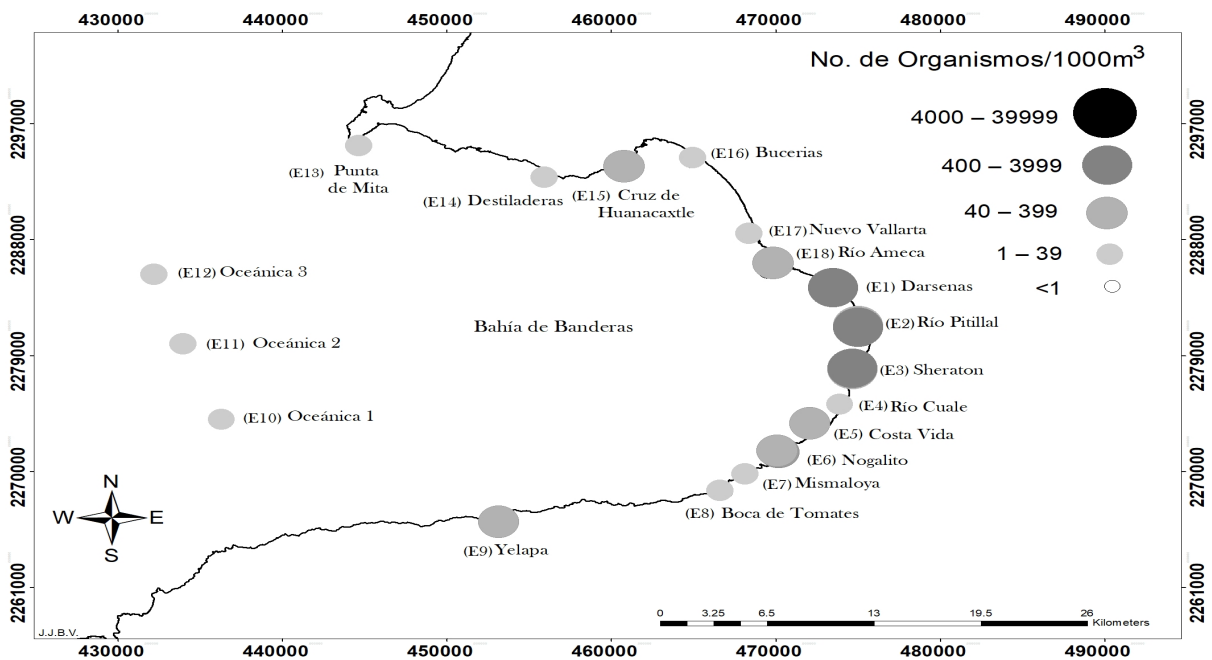 430000 440000 450000 460000 470000 480000 490000
No. de Organismos/1000m³
4000 – 39999
400 – 3999
40 – 399
1 – 39
<1
2297000
2288000
2279000
2270000
2261000
2297000
2288000
2279000
2270000
2261000
(E13) Punta
de Mita
(E14) Destiladeras
(E15) Cruz de
Huanacaxtle
(E16) Bucerias
(E17) Nuevo Vallarta
(E18) Río Ameca
(E1) Darsenas
(E2) Río Pitillal
(E3) Sheraton
(E4) Río Cuale
(E5) Costa Vida
(E6) Nogalito
(E7) Mismaloya
(E8) Boca de Tomates
(E9) Yelapa
(E12) Oceánica 3
(E11) Oceánica 2
(E10) Oceánica 1
Bahía de Banderas
N
W E
S
0 3.25 6.5 13 19.5 26
Kilometers
J.J.B.V.
430000 440000 450000 460000 470000 480000 490000